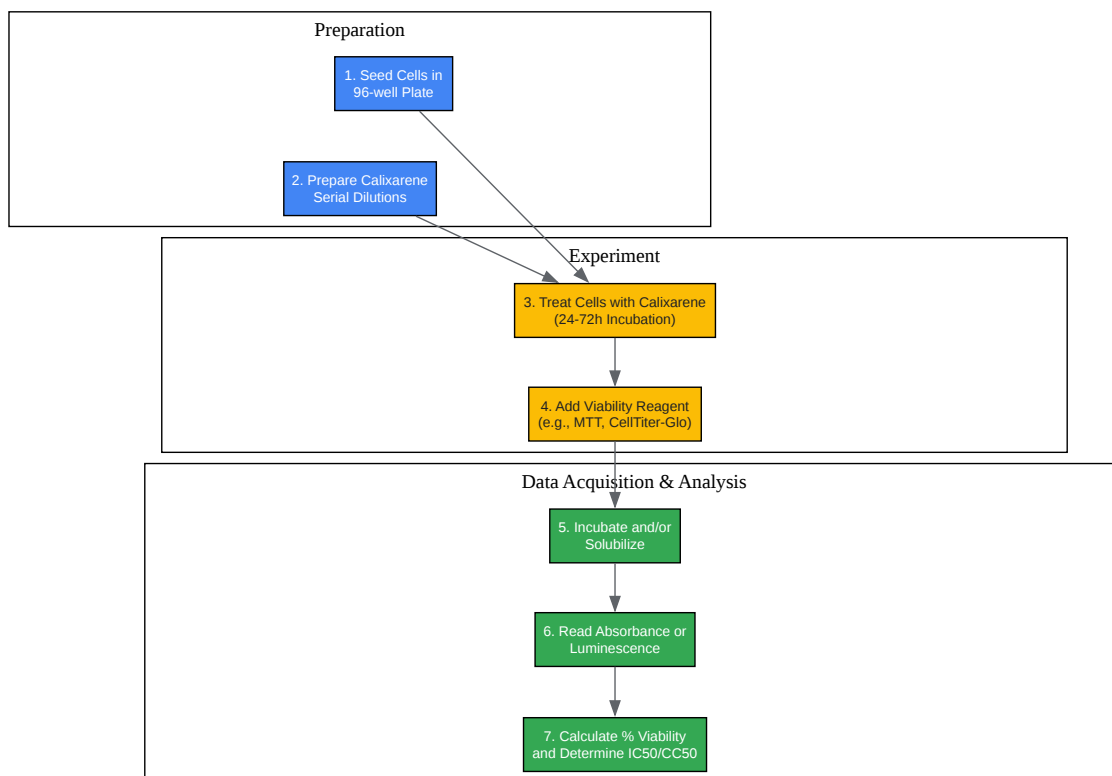 Preparation
1. Seed Cells in
96-well Plate
2. Prepare Calixarene
Serial Dilutions
Experiment
3. Treat Cells with Calixarene
(24-72h Incubation)
4. Add Viability Reagent
(e.g., MTT, CellTiter-Glo)
Data Acquisition & Analysis
5. Incubate and/or
Solubilize
6. Read Absorbance or
Luminescence
7. Calculate % Viability
and Determine IC50/CC50